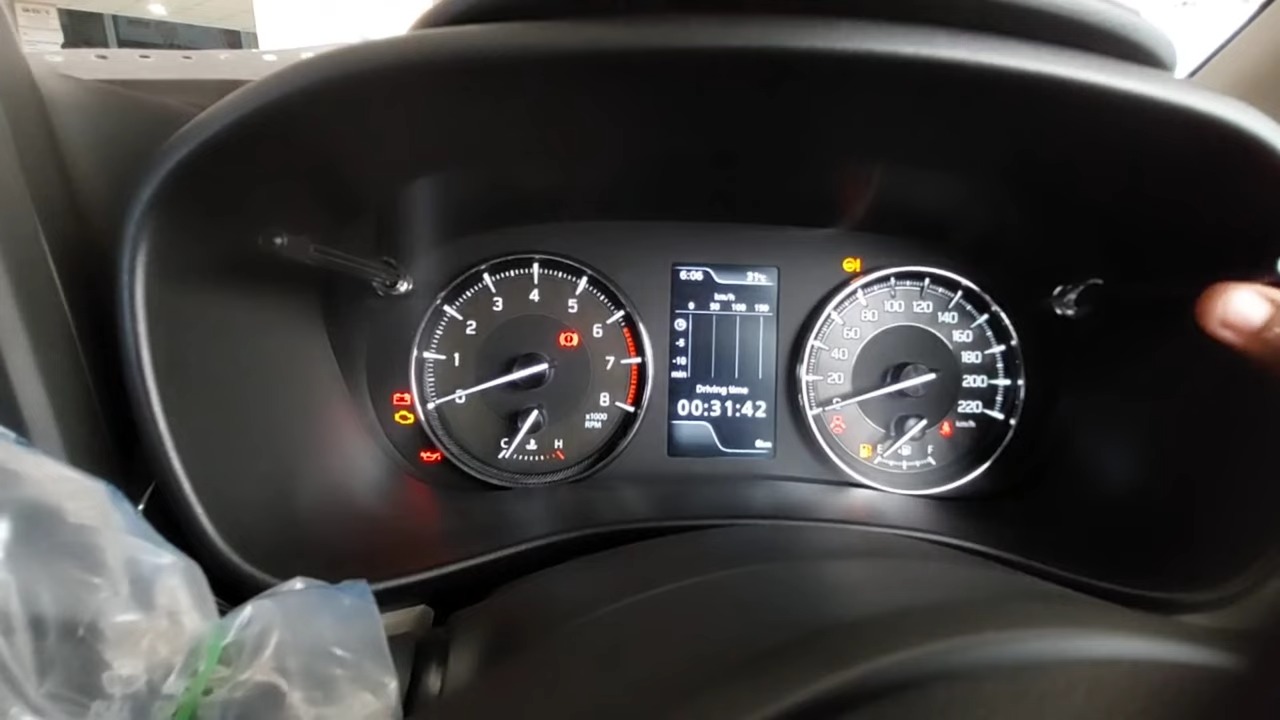 0
1
2
3
4
5
6
7
8
x1000
RPM
C
H
6:06
31°C
km/h
0 50 100 150
-5
-10
min
Driving time
00:31:42
20
40
60
80
100
120
140
160
180
200
220
km/h
E
F